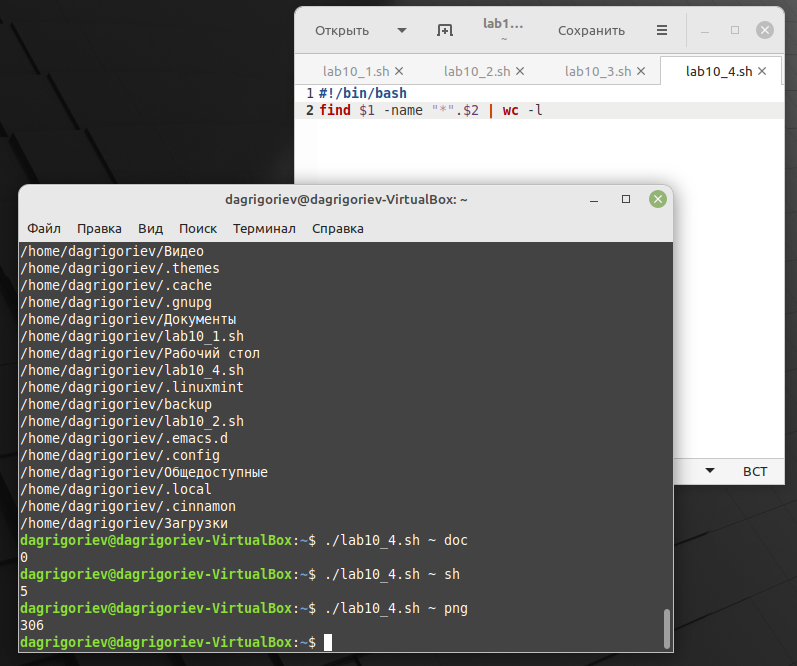 Открыть
lab1...
~
Сохранить
lab10_1.sh
lab10_2.sh
lab10_3.sh
lab10_4.sh
1 #!/bin/bash
2 find $1 -name "*".$2 | wc -l
ВСТ
dagrigoriev@dagrigoriev-VirtualBox: ~
Файл Правка Вид Поиск Терминал Справка
/home/dagrigoriev/Видео
/home/dagrigoriev/.themes
/home/dagrigoriev/.cache
/home/dagrigoriev/.gnupg
/home/dagrigoriev/Документы
/home/dagrigoriev/lab10_1.sh
/home/dagrigoriev/Рабочий стол
/home/dagrigoriev/lab10_4.sh
/home/dagrigoriev/.linuxmint
/home/dagrigoriev/backup
/home/dagrigoriev/lab10_2.sh
/home/dagrigoriev/.emacs.d
/home/dagrigoriev/.config
/home/dagrigoriev/Общедоступные
/home/dagrigoriev/.local
/home/dagrigoriev/.cinnamon
/home/dagrigoriev/Загрузки
dagrigoriev@dagrigoriev-VirtualBox:~$ ./lab10_4.sh ~ doc
0
dagrigoriev@dagrigoriev-VirtualBox:~$ ./lab10_4.sh ~ sh
5
dagrigoriev@dagrigoriev-VirtualBox:~$ ./lab10_4.sh ~ png
306
dagrigoriev@dagrigoriev-VirtualBox:~$